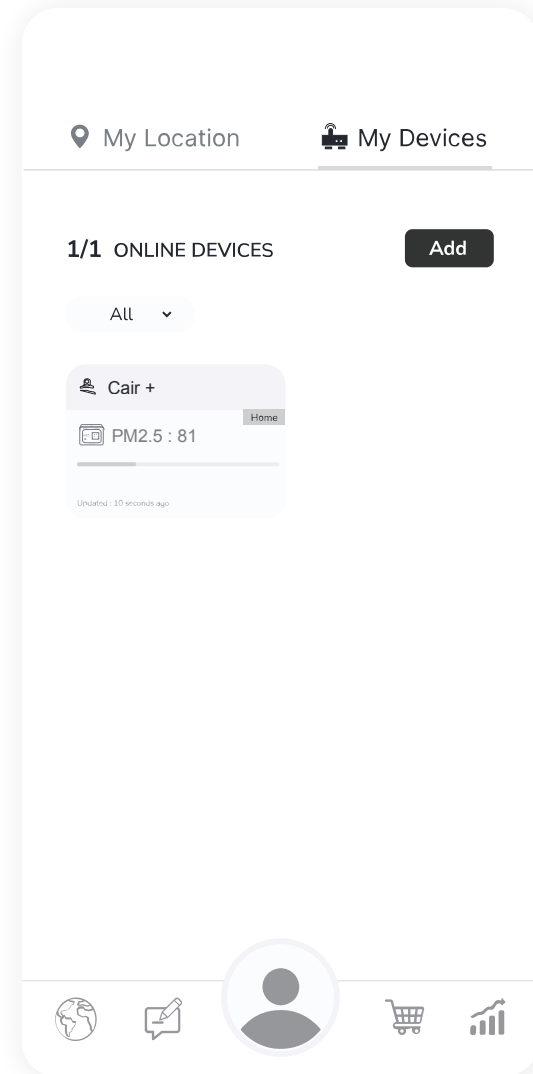 My Location
My Devices
1/1 ONLINE DEVICES
Add
All
Cair +
Home
PM2.5 : 81
Updated : 10 seconds ago